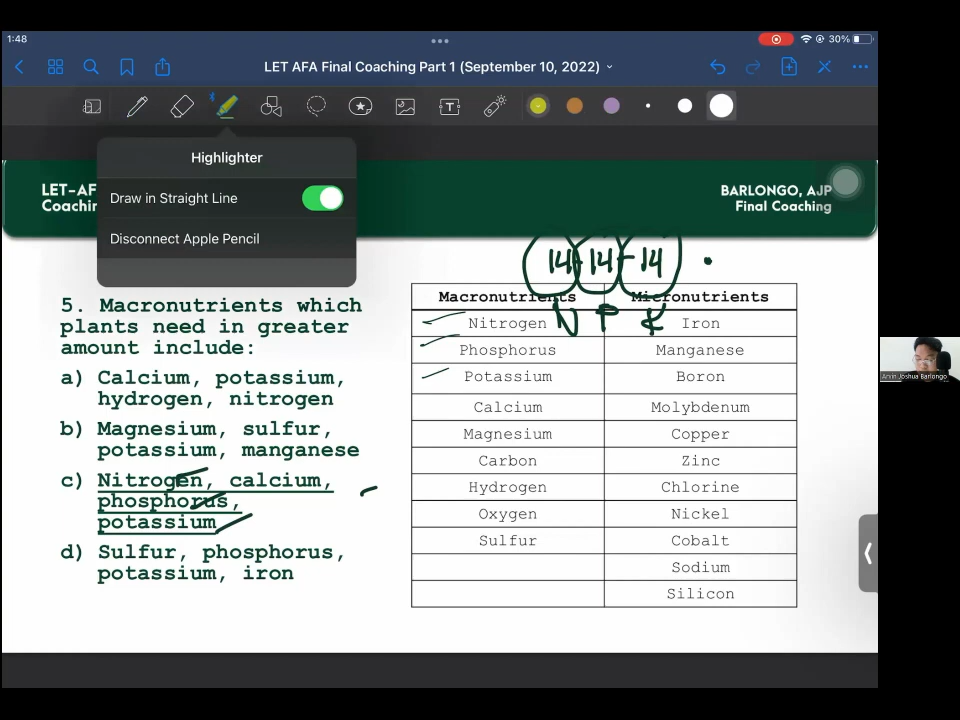 1:48
30%
LET AFA Final Coaching Part 1 (September 10, 2022)
T
Highlighter
Draw in Straight Line
Disconnect Apple Pencil
LET-AF
Coachin
BARLONGO, AJP
Final Coaching
14-14-14
N P K
5. Macronutrients which
plants need in greater
amount include:
a) Calcium, potassium,
hydrogen, nitrogen
b) Magnesium, sulfur,
potassium, manganese
c) Nitrogen, calcium,
phosphorus,
potassium
d) Sulfur, phosphorus,
potassium, iron
Macronutrients Micronutrients
Nitrogen Iron
Phosphorus Manganese
Potassium Boron
Calcium Molybdenum
Magnesium Copper
Carbon Zinc
Hydrogen Chlorine
Oxygen Nickel
Sulfur Cobalt
Sodium
Silicon
Arvin Joshua Barlongo